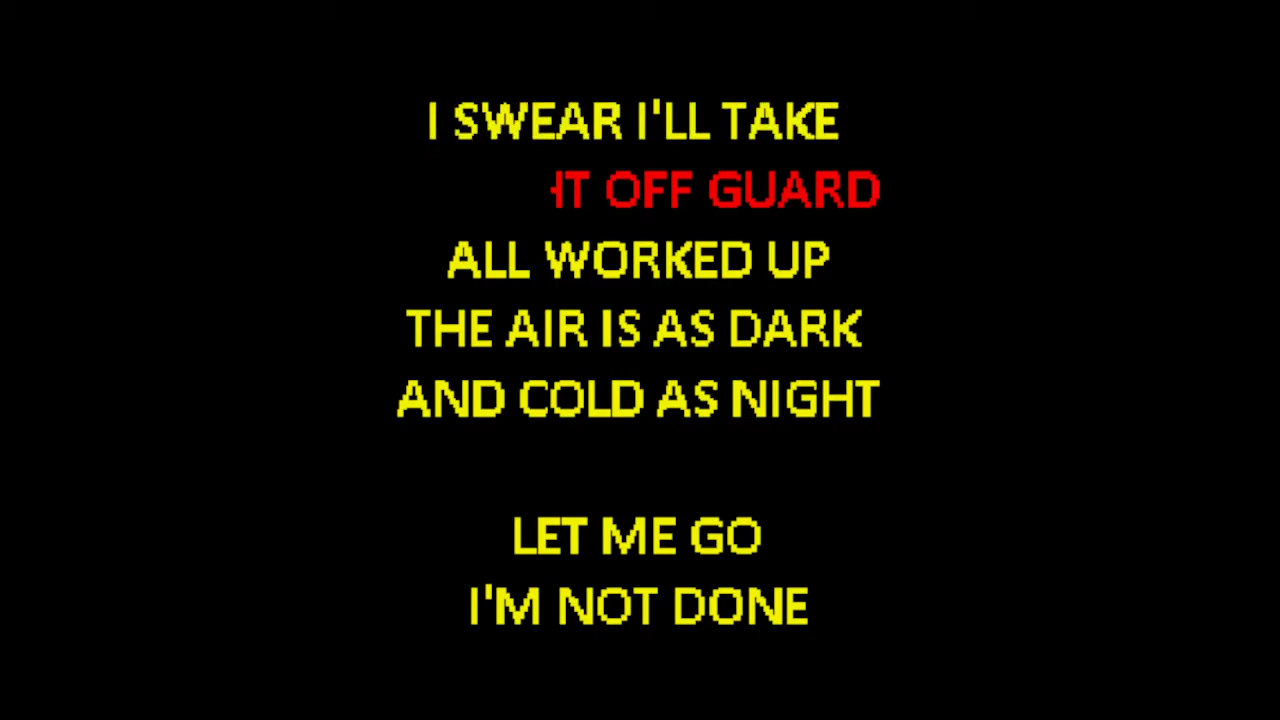 I SWEAR I'LL TAKE
OFF GUARD
ALL WORKED UP
THE AIR IS AS DARK
AND COLD AS NIGHT
LET ME GO
I'M NOT DONE